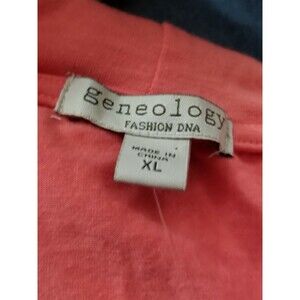 geneology
FASHION DNA
MADE IN
CHINA
XL